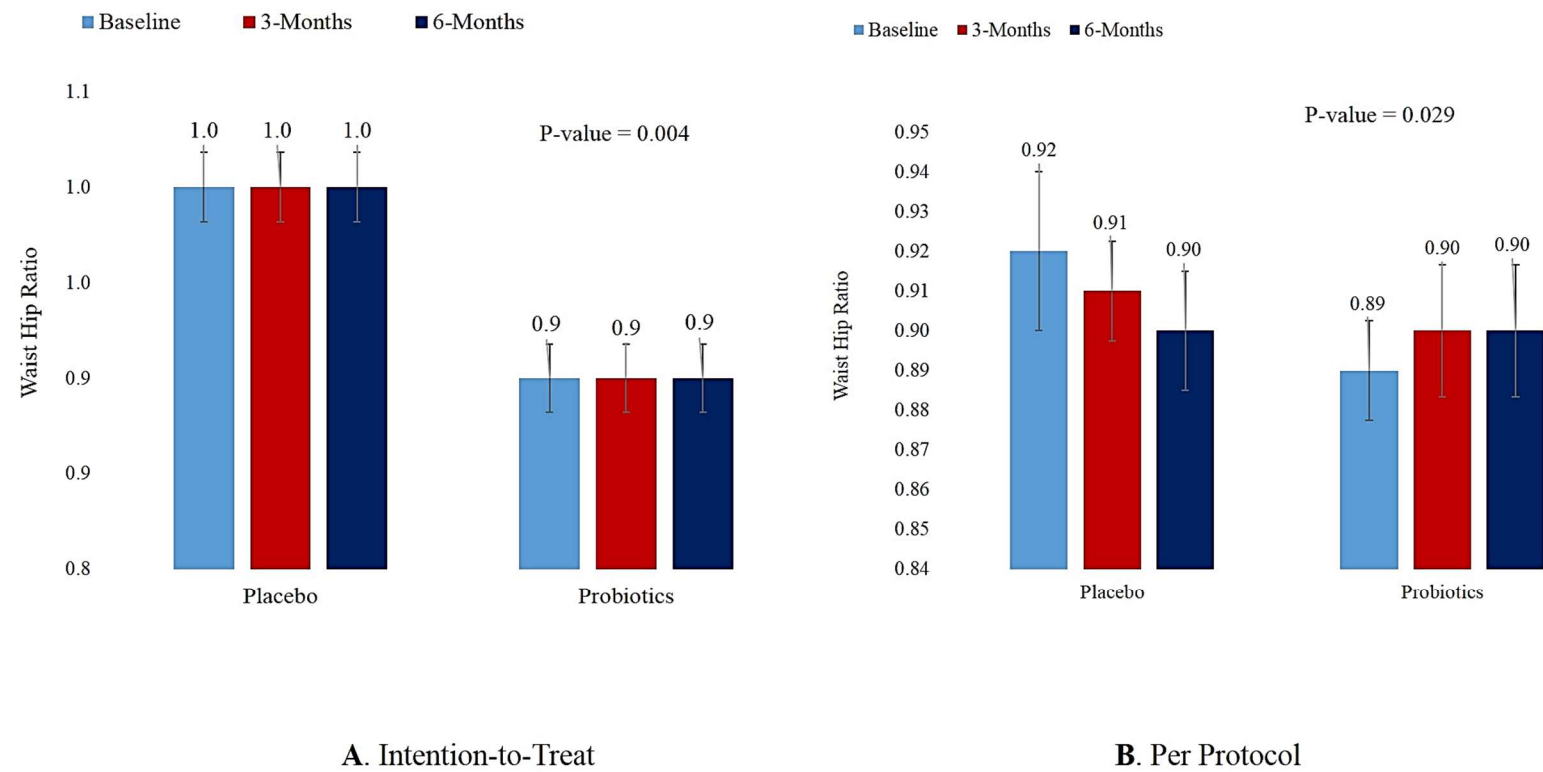 Baseline 3-Months 6-Months
1.1
1.0
1.0
0.9
0.9
0.8
Waist Hip Ratio
1.0 1.0 1.0
0.9 0.9 0.9
P-value = 0.004
Placebo Probiotics
A. Intention-to-Treat
Baseline 3-Months 6-Months
P-value = 0.029
0.95
0.94
0.93
0.92
0.91
0.90
0.89
0.88
0.87
0.86
0.85
0.84
Waist Hip Ratio
0.92
0.91
0.90
0.89
0.90
0.90
Placebo Probiotics
B. Per Protocol